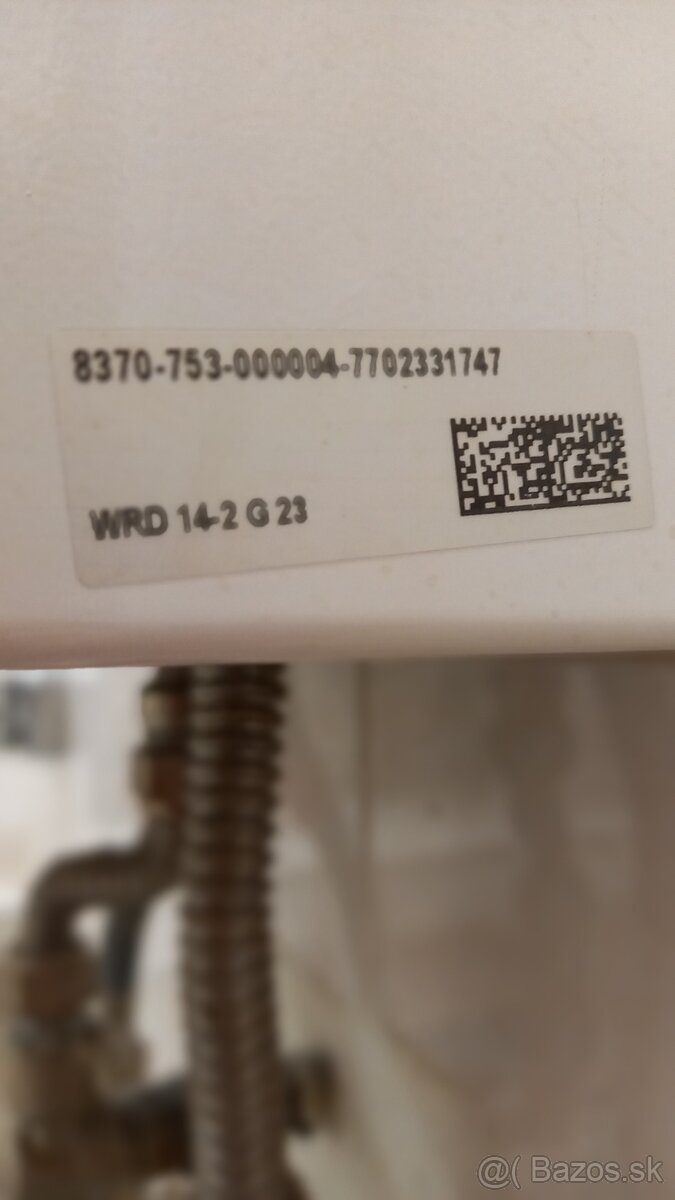 8370-753-000004-7702331747
WRD 14-2 G 23
@( Bazos.sk